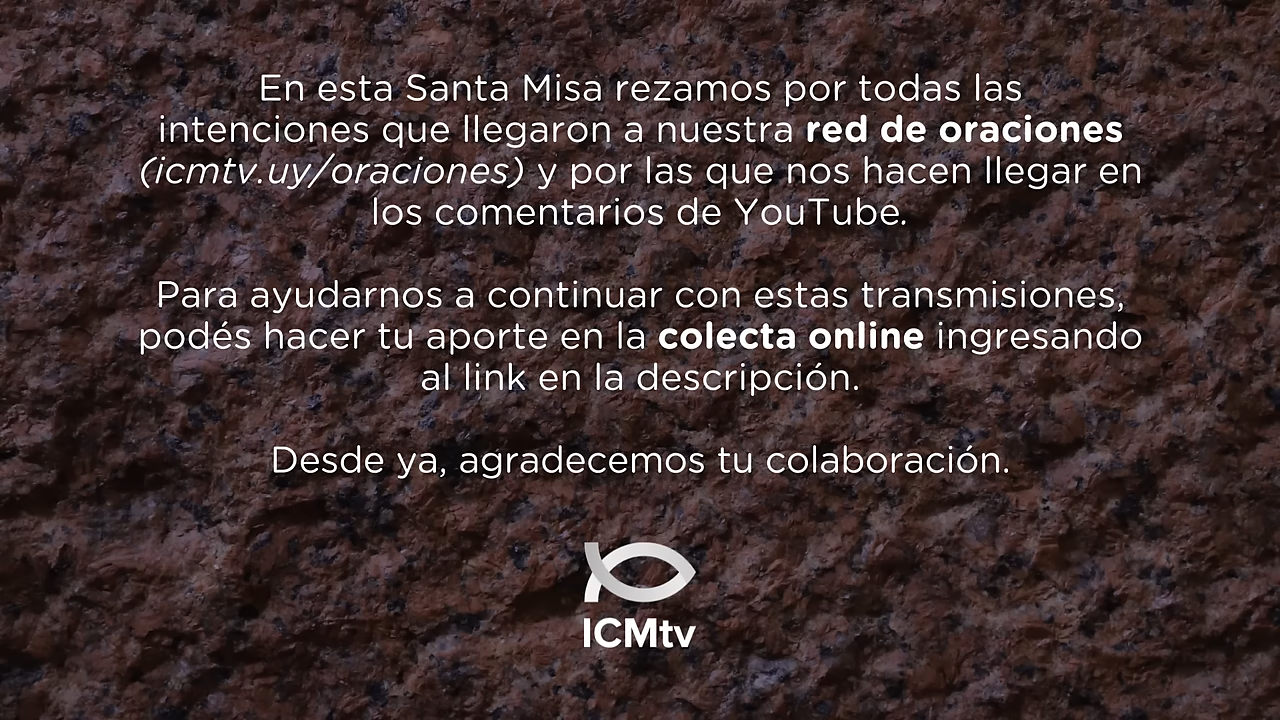 En esta Santa Misa rezamos por todas las
intenciones que llegaron a nuestra red de oraciones
(icmtv.uy/oraciones) y por las que nos hacen llegar en
los comentarios de YouTube.
Para ayudarnos a continuar con estas transmisiones,
podés hacer tu aporte en la colecta online ingresando
al link en la descripción.
Desde ya, agradecemos tu colaboración.
ICMtv